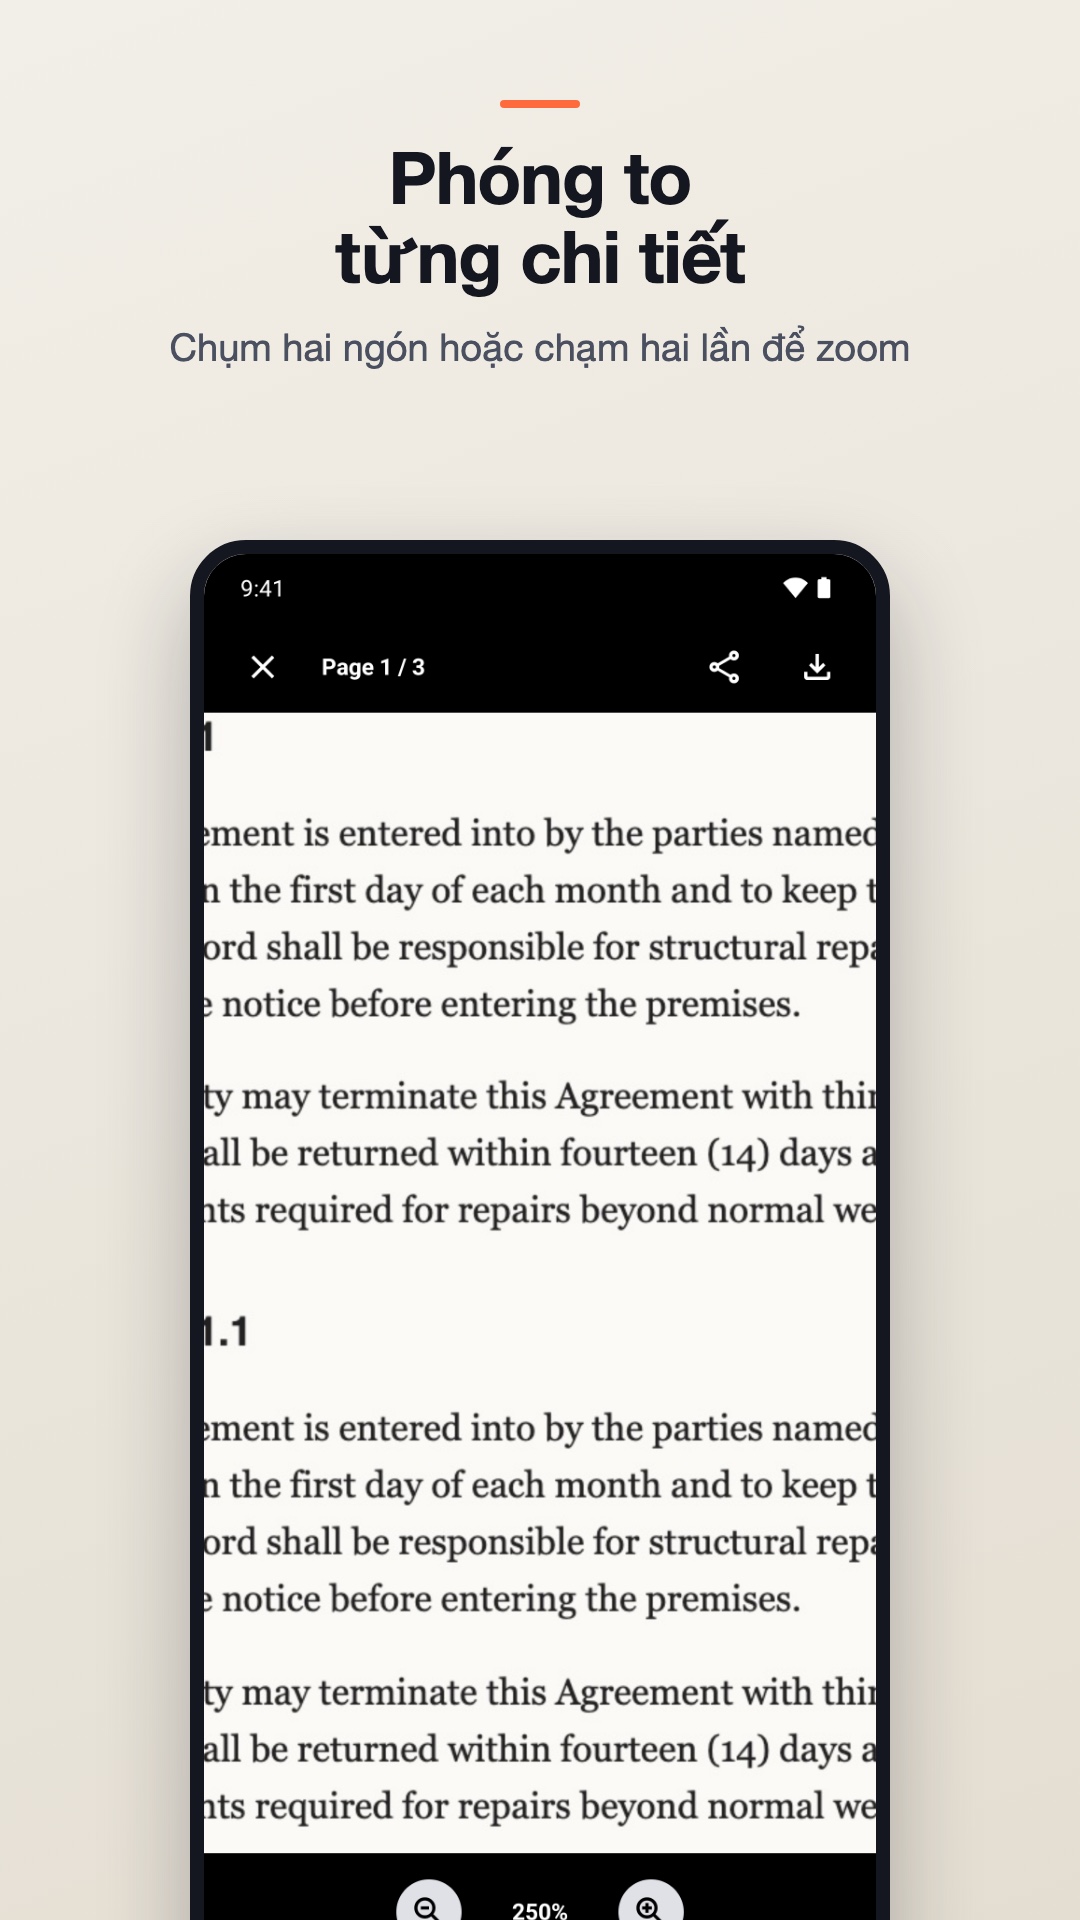 Phóng to
từng chi tiết
Chụm hai ngón hoặc chạm hai lần để zoom
9:41
Page 1 / 3
1
ement is entered into by the parties named
n the first day of each month and to keep t
ord shall be responsible for structural repa
e notice before entering the premises.
ty may terminate this Agreement with thir
all be returned within fourteen (14) days a
nts required for repairs beyond normal we
1.1
ement is entered into by the parties named
n the first day of each month and to keep t
ord shall be responsible for structural repa
e notice before entering the premises.
ty may terminate this Agreement with thir
all be returned within fourteen (14) days a
nts required for repairs beyond normal we
250%